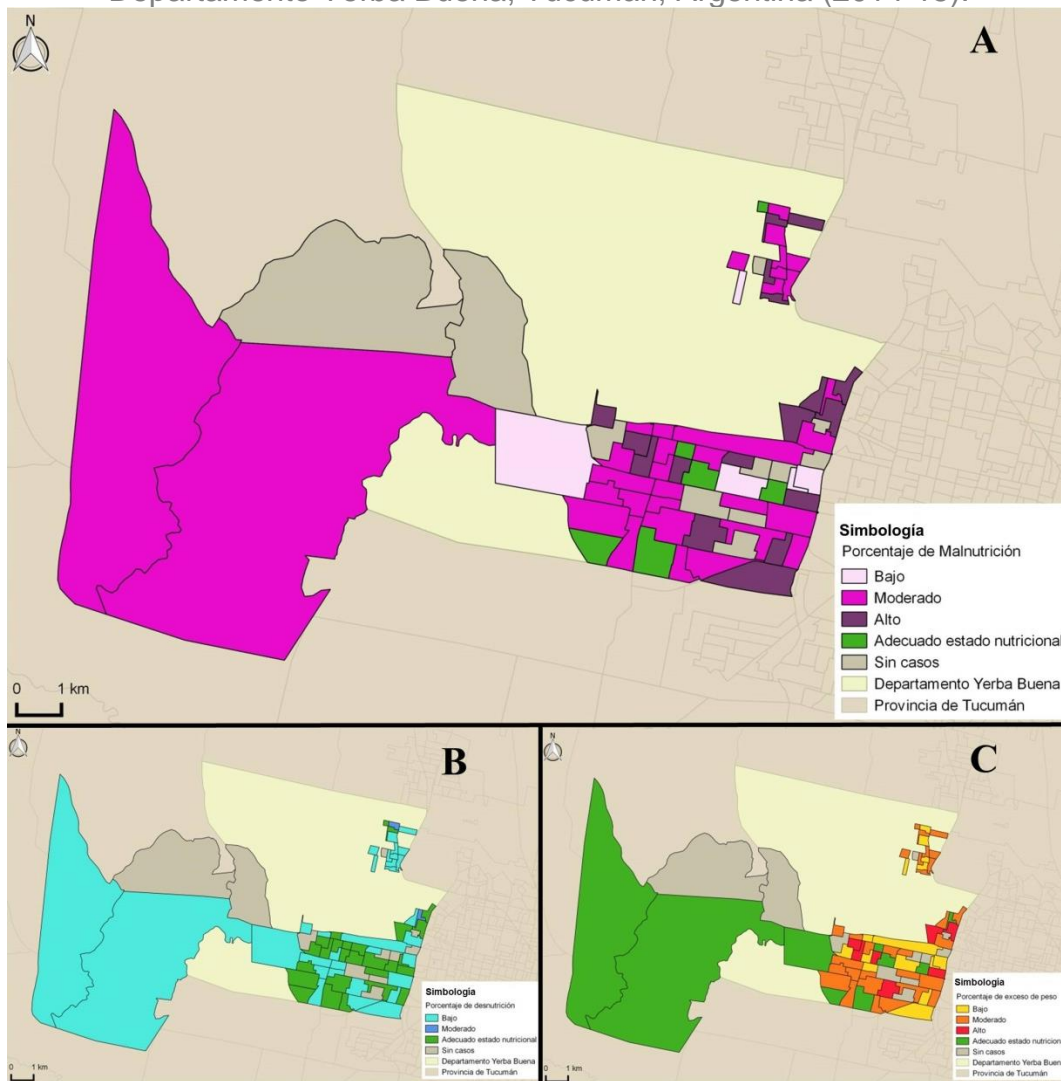 Departamento Yerba Buena, Tucumán, Argentina (2014-15).
N
A
Simbología
Porcentaje de Malnutrición
Bajo
Moderado
Alto
Adecuado estado nutricional
Sin casos
Departamento Yerba Buena
Provincia de Tucumán
0 1 km
N
B
Simbología
Porcentaje de desnutrición
Bajo
Moderado
Adecuado estado nutricional
Sin casos
Departamento Yerba Buena
Provincia de Tucumán
0 1 km
N
C
Simbología
Porcentaje de exceso de peso
Bajo
Moderado
Alto
Adecuado estado nutricional
Sin casos
Departamento Yerba Buena
Provincia de Tucumán
0 1 km